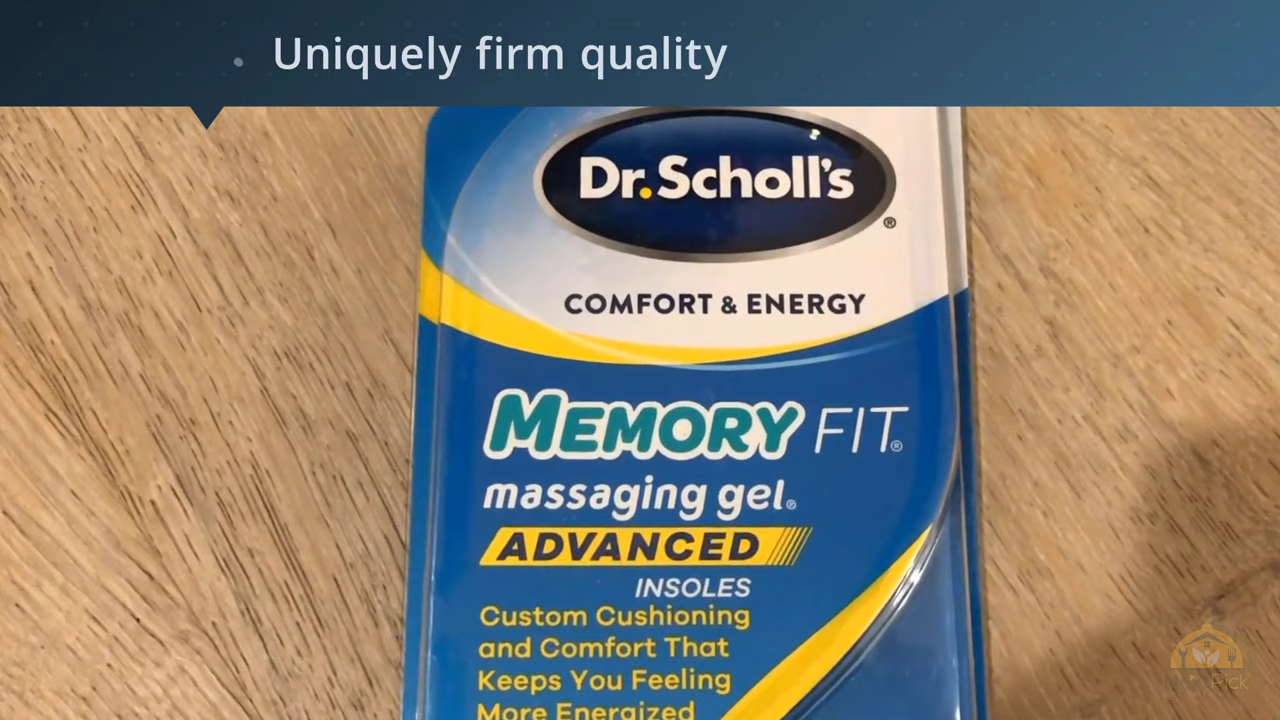 Uniquely firm quality
Dr.Scholl's
®
COMFORT & ENERGY
MEMORY FIT®
massaging gel®
ADVANCED
INSOLES
Custom Cushioning
and Comfort That
Keeps You Feeling
More Energized
Pick